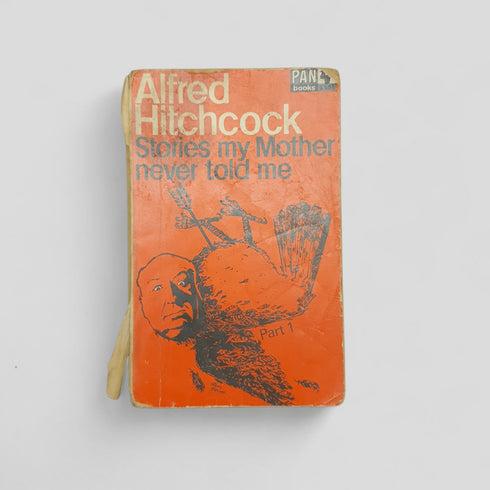 Alfred
Hitchcock
PAN
books
Stories my Mother
never told me
Part 1